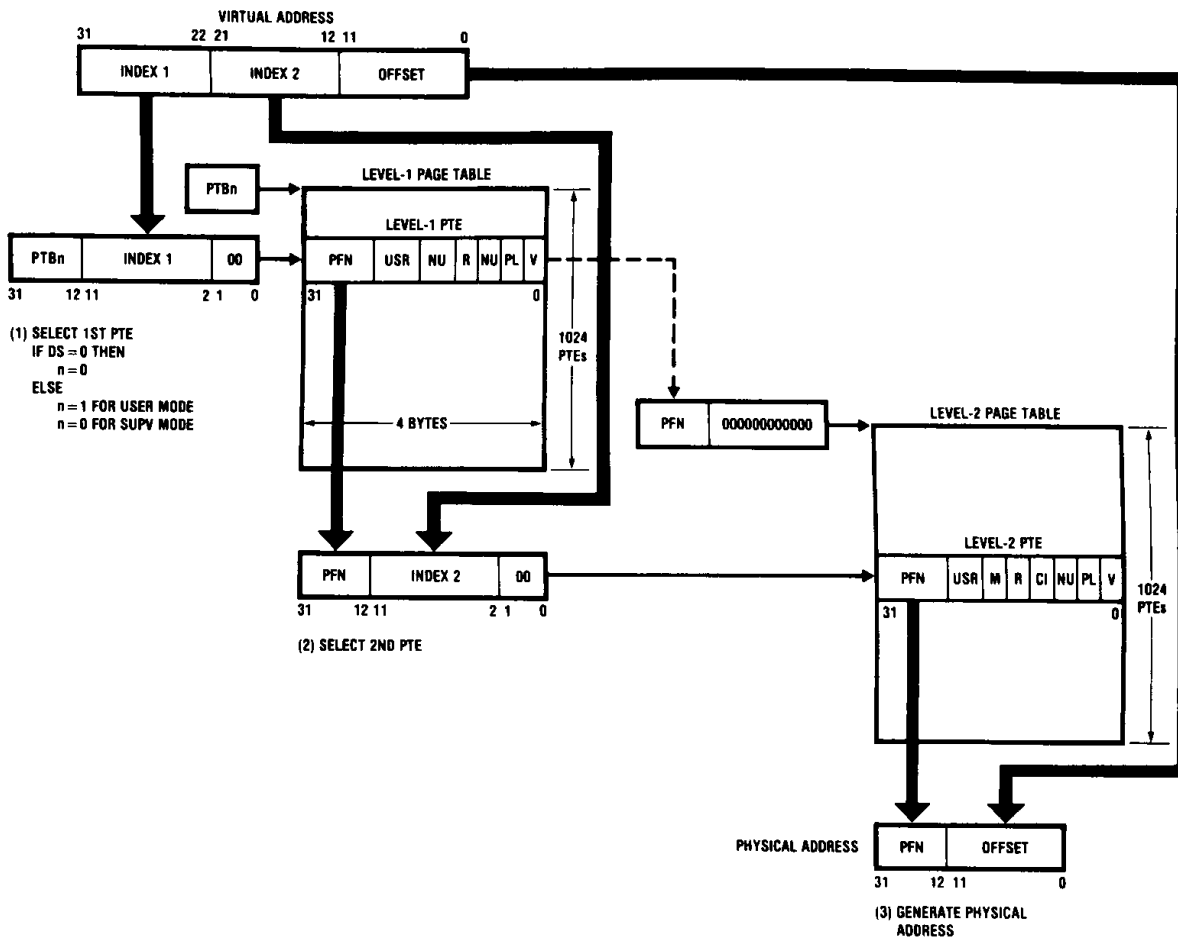 VIRTUAL ADDRESS
31 22 21 12 11 0
INDEX 1 INDEX 2 OFFSET
LEVEL-1 PAGE TABLE
PTBn
LEVEL-1 PTE
PTBn INDEX 1 00
PFN USR NU R NU PL V
31 12 11 2 1 0
31 0
(1) SELECT 1ST PTE
IF DS = 0 THEN
n = 0
ELSE
n = 1 FOR USER MODE
n = 0 FOR SUPV MODE
1024
PTEs
4 BYTES
PFN 000000000000
LEVEL-2 PAGE TABLE
LEVEL-2 PTE
PFN INDEX 2 00
31 12 11 2 1 0
(2) SELECT 2ND PTE
PFN USR M R CI NU PL V
31 0
1024
PTEs
PHYSICAL ADDRESS
PFN OFFSET
31 12 11 0
(3) GENERATE PHYSICAL
ADDRESS